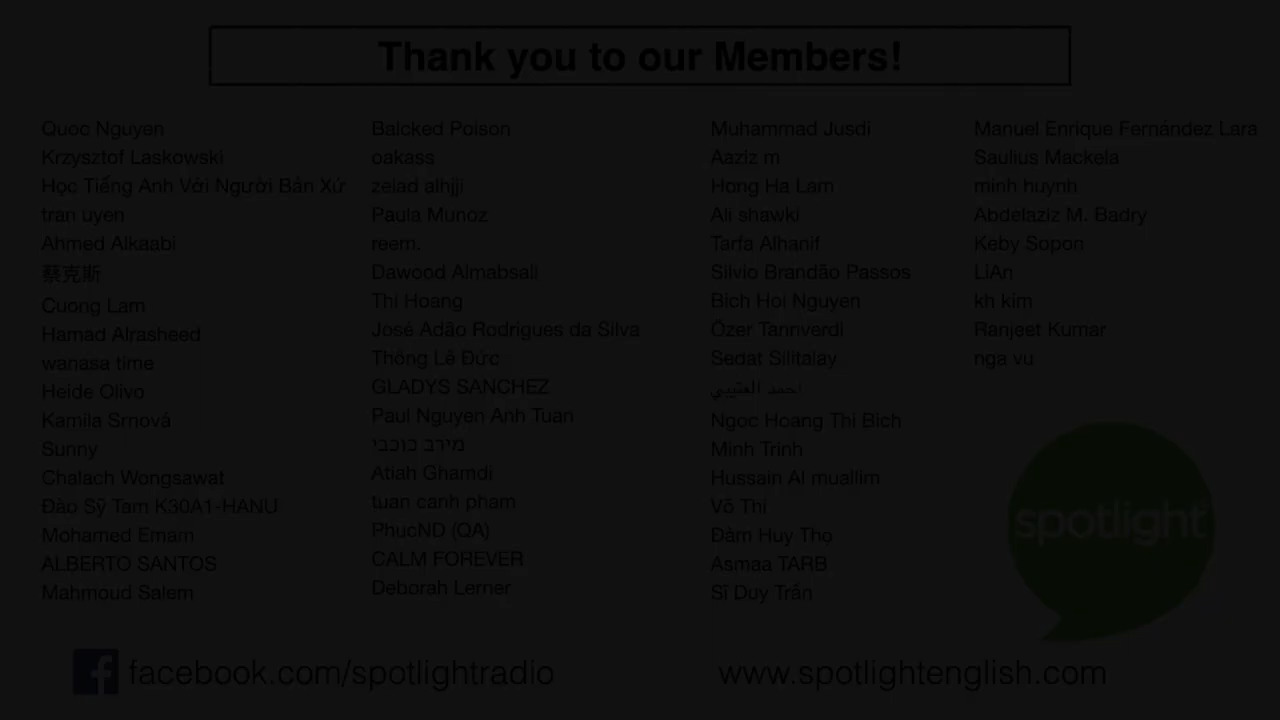 Thank you to our Members!
Quoc Nguyen
Krzysztof Laskowski
Học Tiếng Anh Với Người Bản Xứ
tran uyen
Ahmed Alkaabi
蔡克斯
Cuong Lam
Hamad Alrasheed
wanasa time
Heide Olivo
Kamila Srnová
Sunny
Chalach Wongsawat
Đào Sỹ Tam K30A1-HANU
Mohamed Emam
ALBERTO SANTOS
Mahmoud Salem
Balcked Poison
oakass
zeiad alhjji
Paula Munoz
reem.
Dawood Almabsali
Thi Hoang
José Adão Rodrigues da Silva
Thông Lê Đức
GLADYS SANCHEZ
Paul Nguyen Anh Tuan
מירב כוכבי
Atiah Ghamdi
tuan canh pham
PhucND (QA)
CALM FOREVER
Deborah Lerner
Muhammad Jusdi
Aaziz m
Hong Ha Lam
Ali shawki
Tarfa Alhanif
Silvio Brandão Passos
Bich Hoi Nguyen
Özer Tannverdi
Sedat Silitalay
احمد العتيبي
Ngoc Hoang Thi Bich
Minh Trinh
Hussain Al muallim
Võ Thi
Đàm Huy Thọ
Asmaa TARB
Sĩ Duy Trần
Manuel Enrique Fernández Lara
Saulius Mackela
minh huynh
Abdelaziz M. Badry
Keby Sopon
LiAn
kh kim
Ranjeet Kumar
nga vu
spotlight
facebook.com/spotlightradio
www.spotlightenglish.com